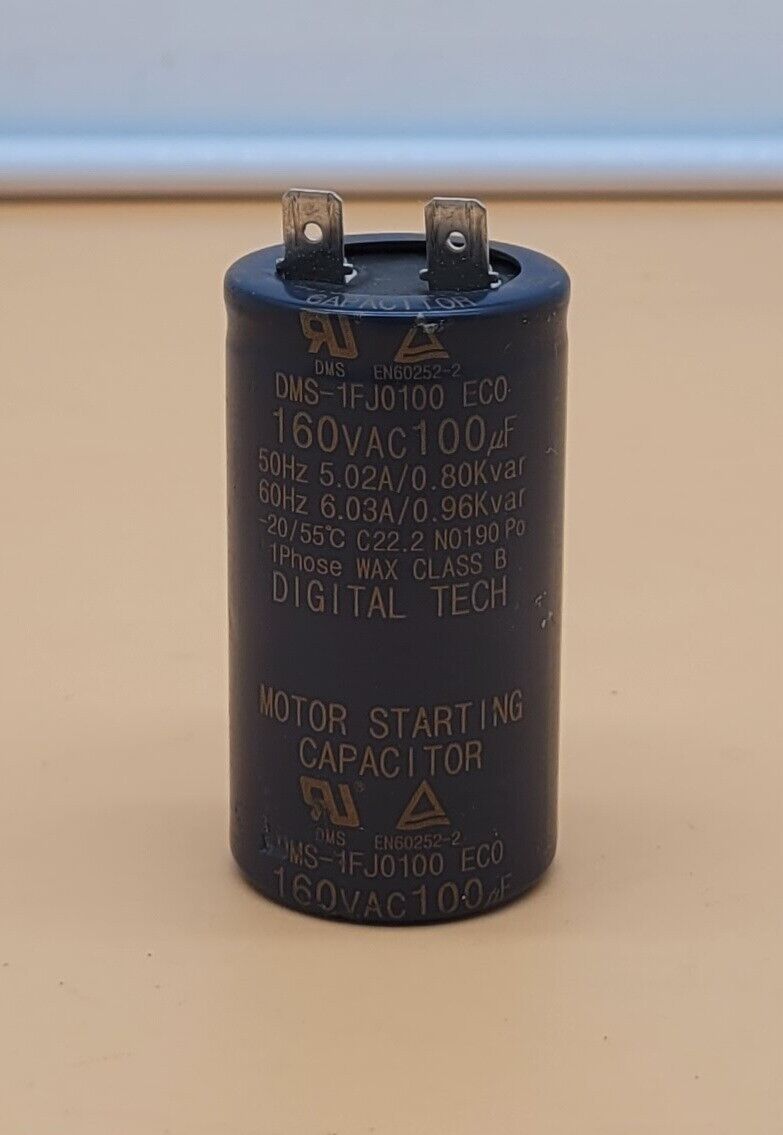 CAPACITOR
DMS EN60252-2
DMS-1FJ0100 ECO
160VAC100µF
50Hz 5.02A/0.80Kvar
60Hz 6.03A/0.96Kvar
-20/55℃ C22.2 NO190 Po
1Phose WAX CLASS B
DIGITAL TECH
MOTOR STARTING
CAPACITOR
DMS EN60252-2
DMS-1FJ0100 ECO
160VAC100µF